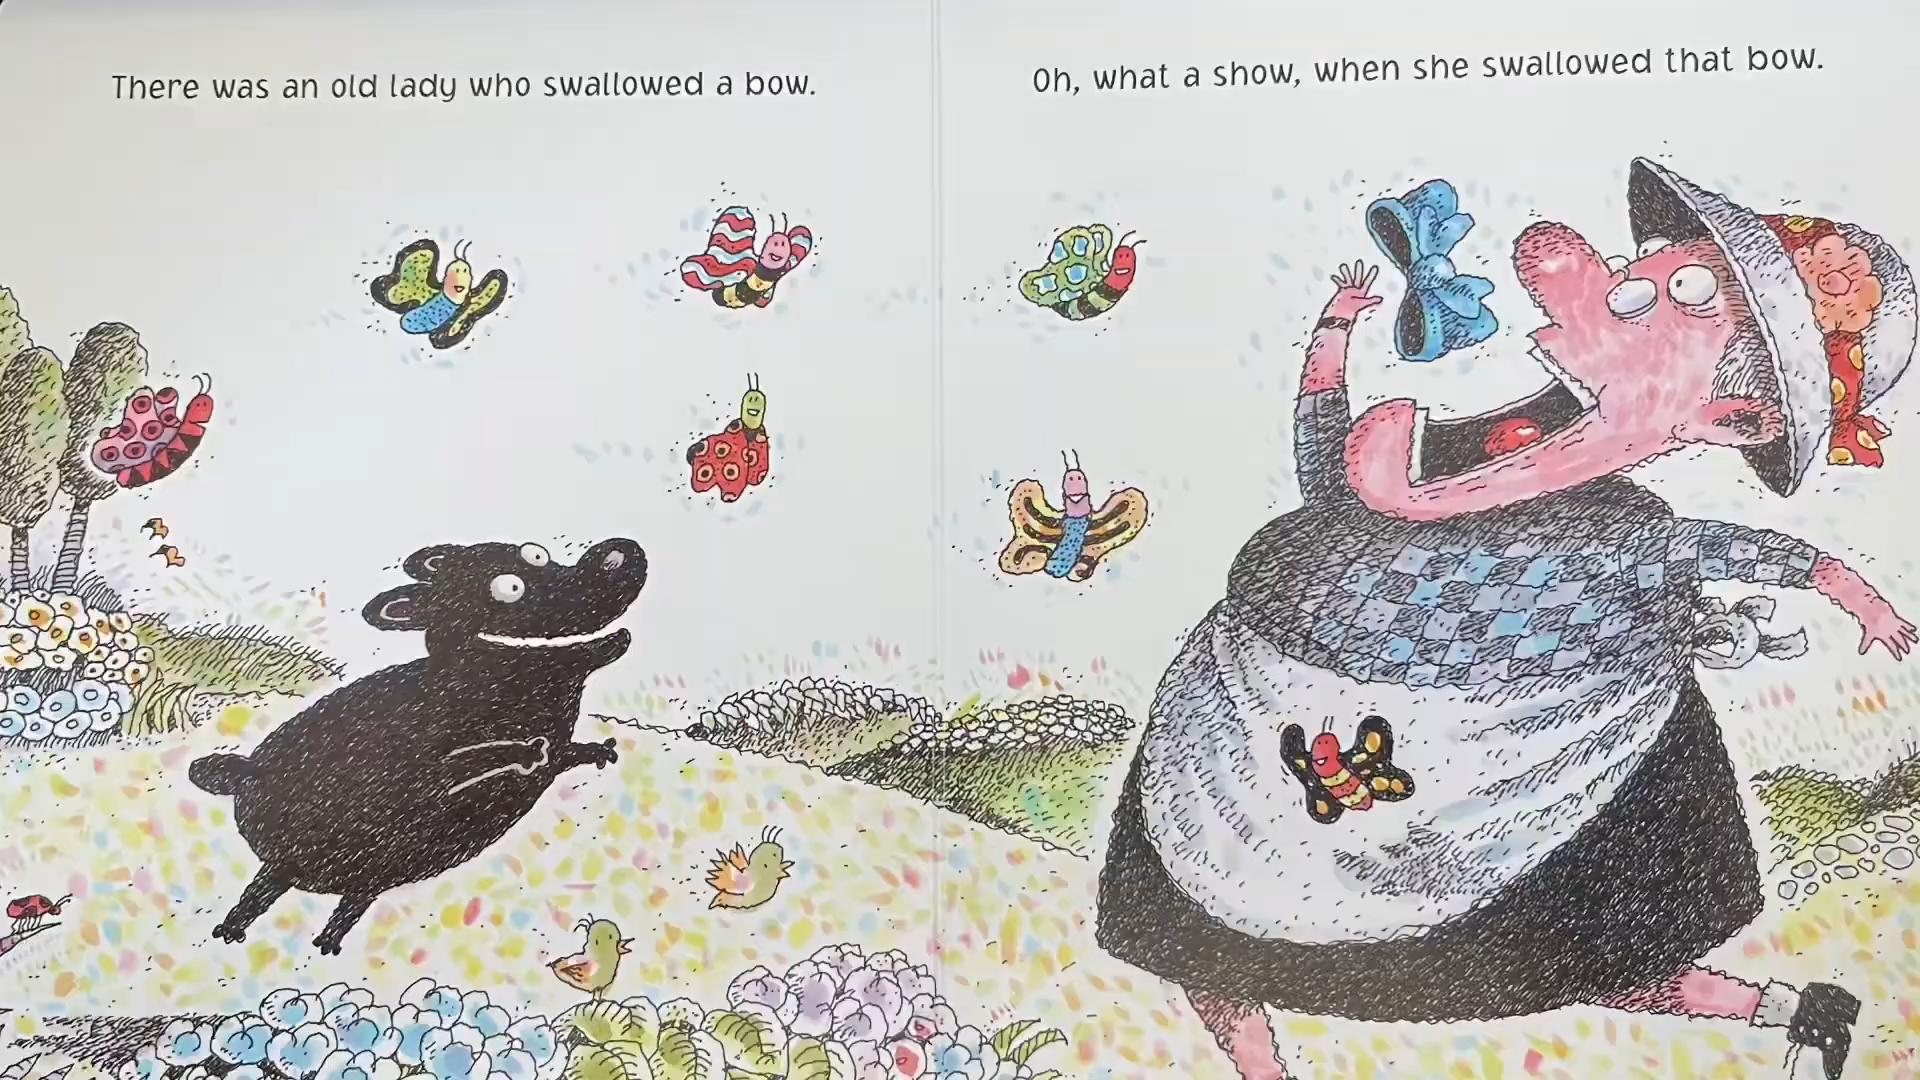 There was an old lady who swallowed a bow.
Oh, what a show, when she swallowed that bow.